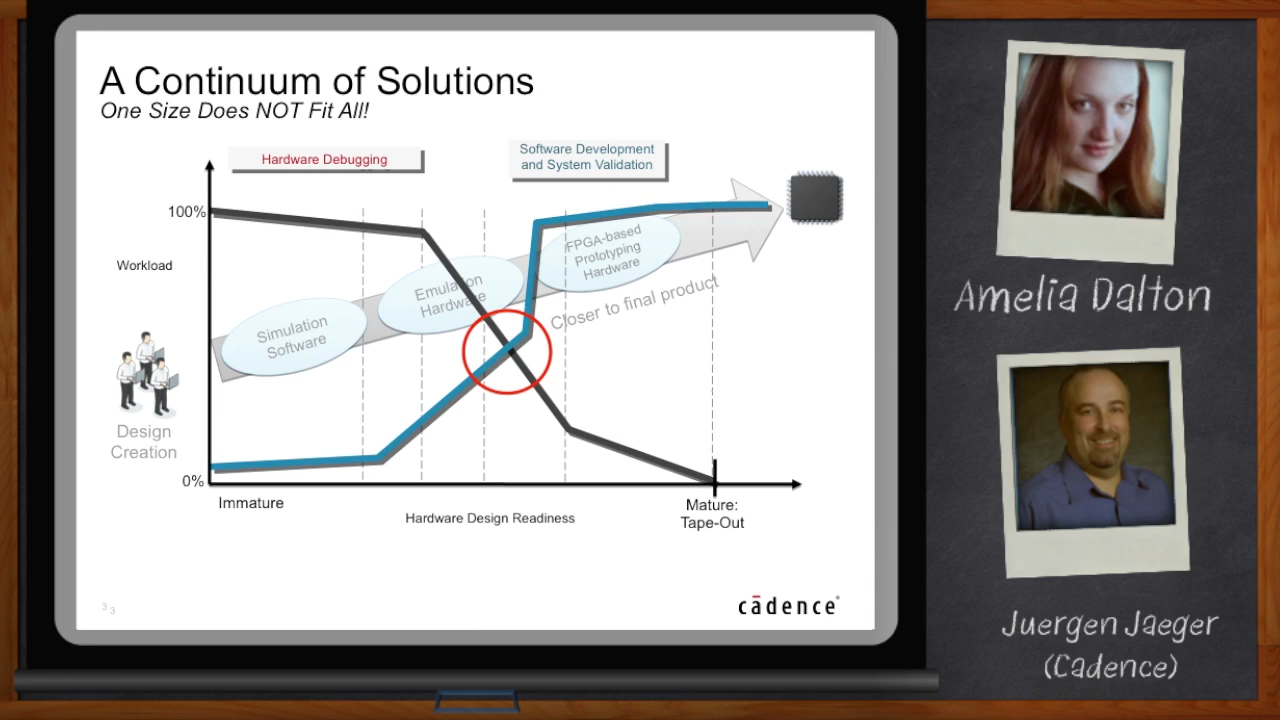 A Continuum of Solutions
One Size Does NOT Fit All!
Hardware Debugging
Software Development
and System Validation
100%
Workload
FPGA-based
Prototyping
Hardware
Emulation
Hardware
Closer to final product
Simulation
Software
Design
Creation
0%
Immature
Hardware Design Readiness
Mature:
Tape-Out
3
3
cādence®
Amelia Dalton
Juergen Jaeger
(Cadence)